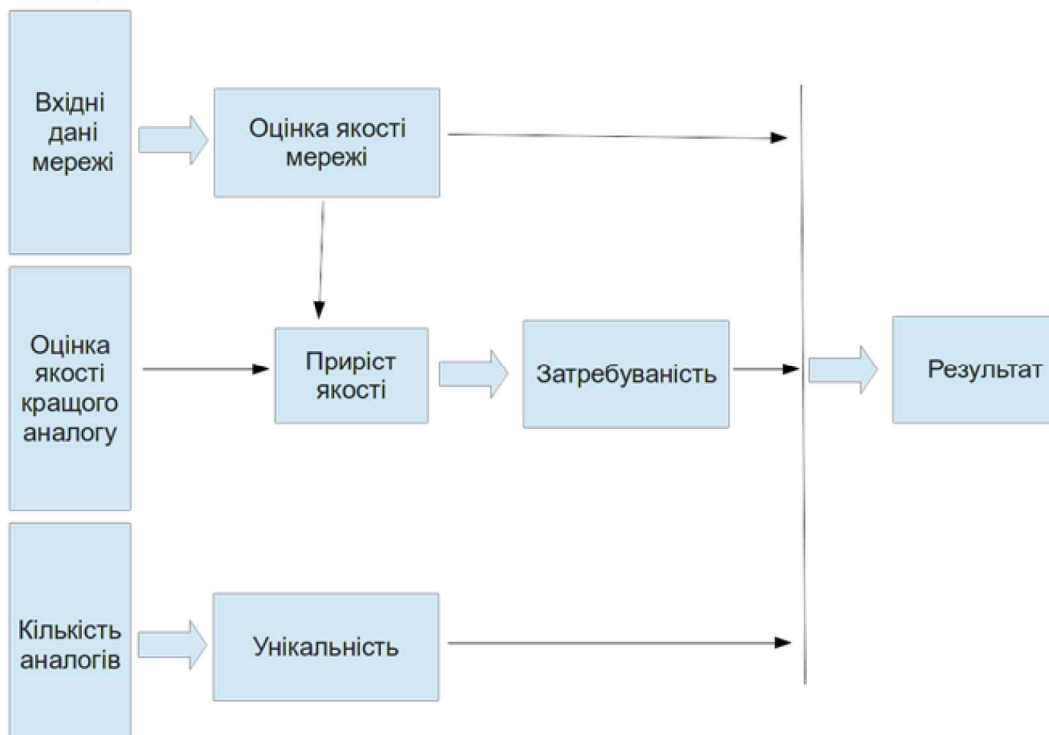 Вхідні
дані
мережі
Оцінка якості
мережі
Оцінка
якості
кращого
аналогу
Приріст
якості
Затребуваність
Результат
Кількість
аналогів
Унікальність